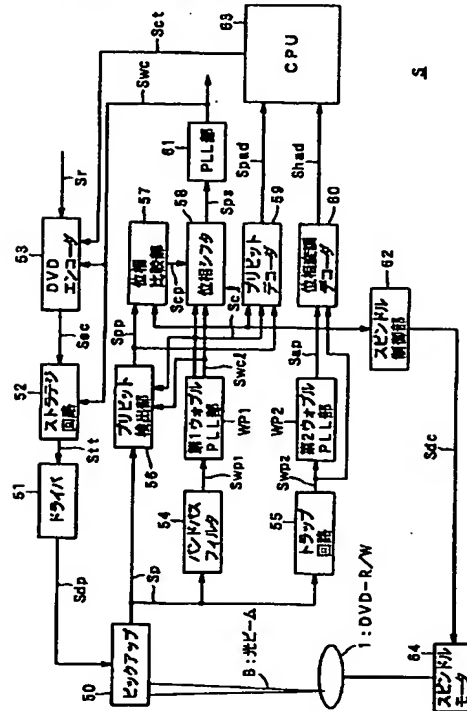 Sr
53
DVD
エンコーダ
Sec
52
ストラテジ
回路
Stt
51
ドライバ
Sdp
Sct
Swc
63
CPU
61
PLL部
57
位相
比較部
Scp
58
位相シフタ
Sps
Spp
56
プリピット
検出部
Sp
ピックアップ
50
54
バンドパス
フィルタ
Swp1
第1ウォブル
PLL部
WP1
59
プリピット
デコーダ
Spad
55
トラップ
回路
Swp2
第2ウォブル
PLL部
WP2
Sap
60
位相変調
デコーダ
Shad
B:光ビーム
1:DVD-R/W
62
スピンドル
制御部
Sdc
64
スピンドル
モータ
S